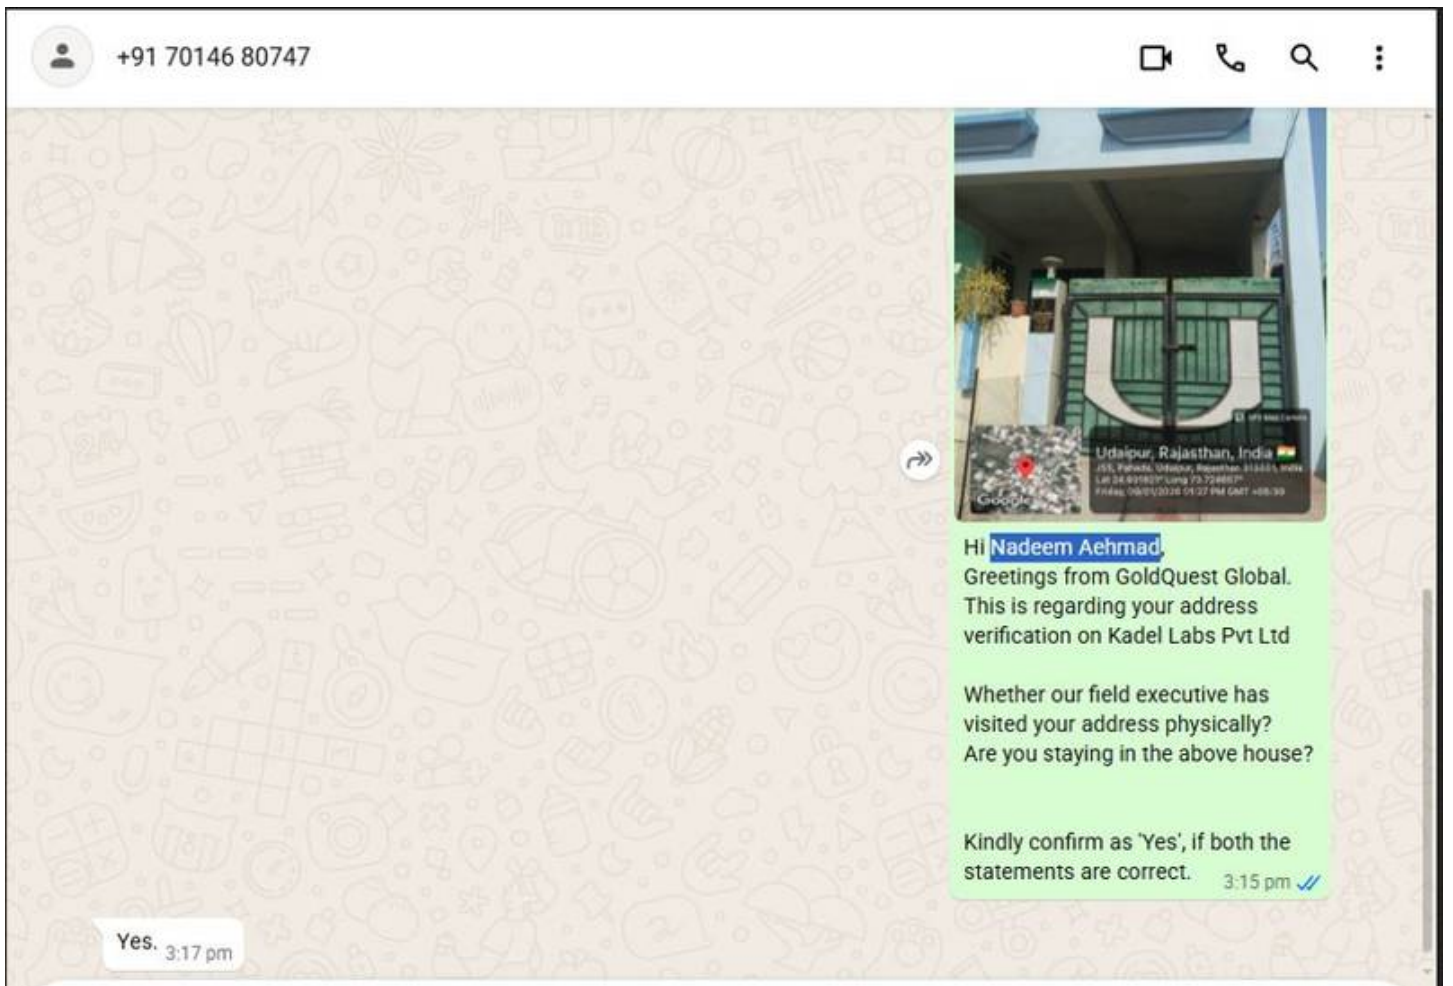 +91 70146 80747
GPS Map Camera
Udaipur, Rajasthan, India
Google
Hi Nadeem Aehmad,
Greetings from GoldQuest Global.
This is regarding your address
verification on Kadel Labs Pvt Ltd
Whether our field executive has
visited your address physically?
Are you staying in the above house?
Kindly confirm as 'Yes', if both the
statements are correct.
3:15 pm
Yes.
3:17 pm